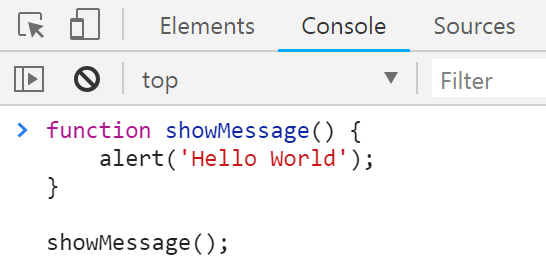 Elements Console Sources
top Filter
function showMessage() {
    alert('Hello World');
}

showMessage();